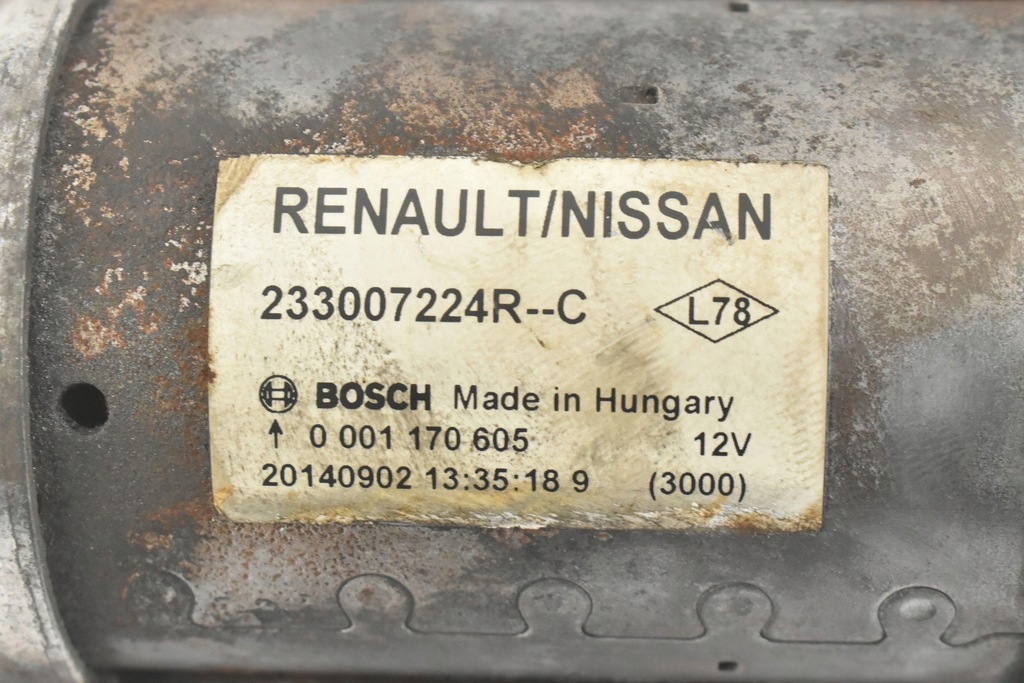 RENAULT/NISSAN
233007224R--C L78
BOSCH Made in Hungary
↑ 0 001 170 605 12V
20140902 13:35:18 9 (3000)